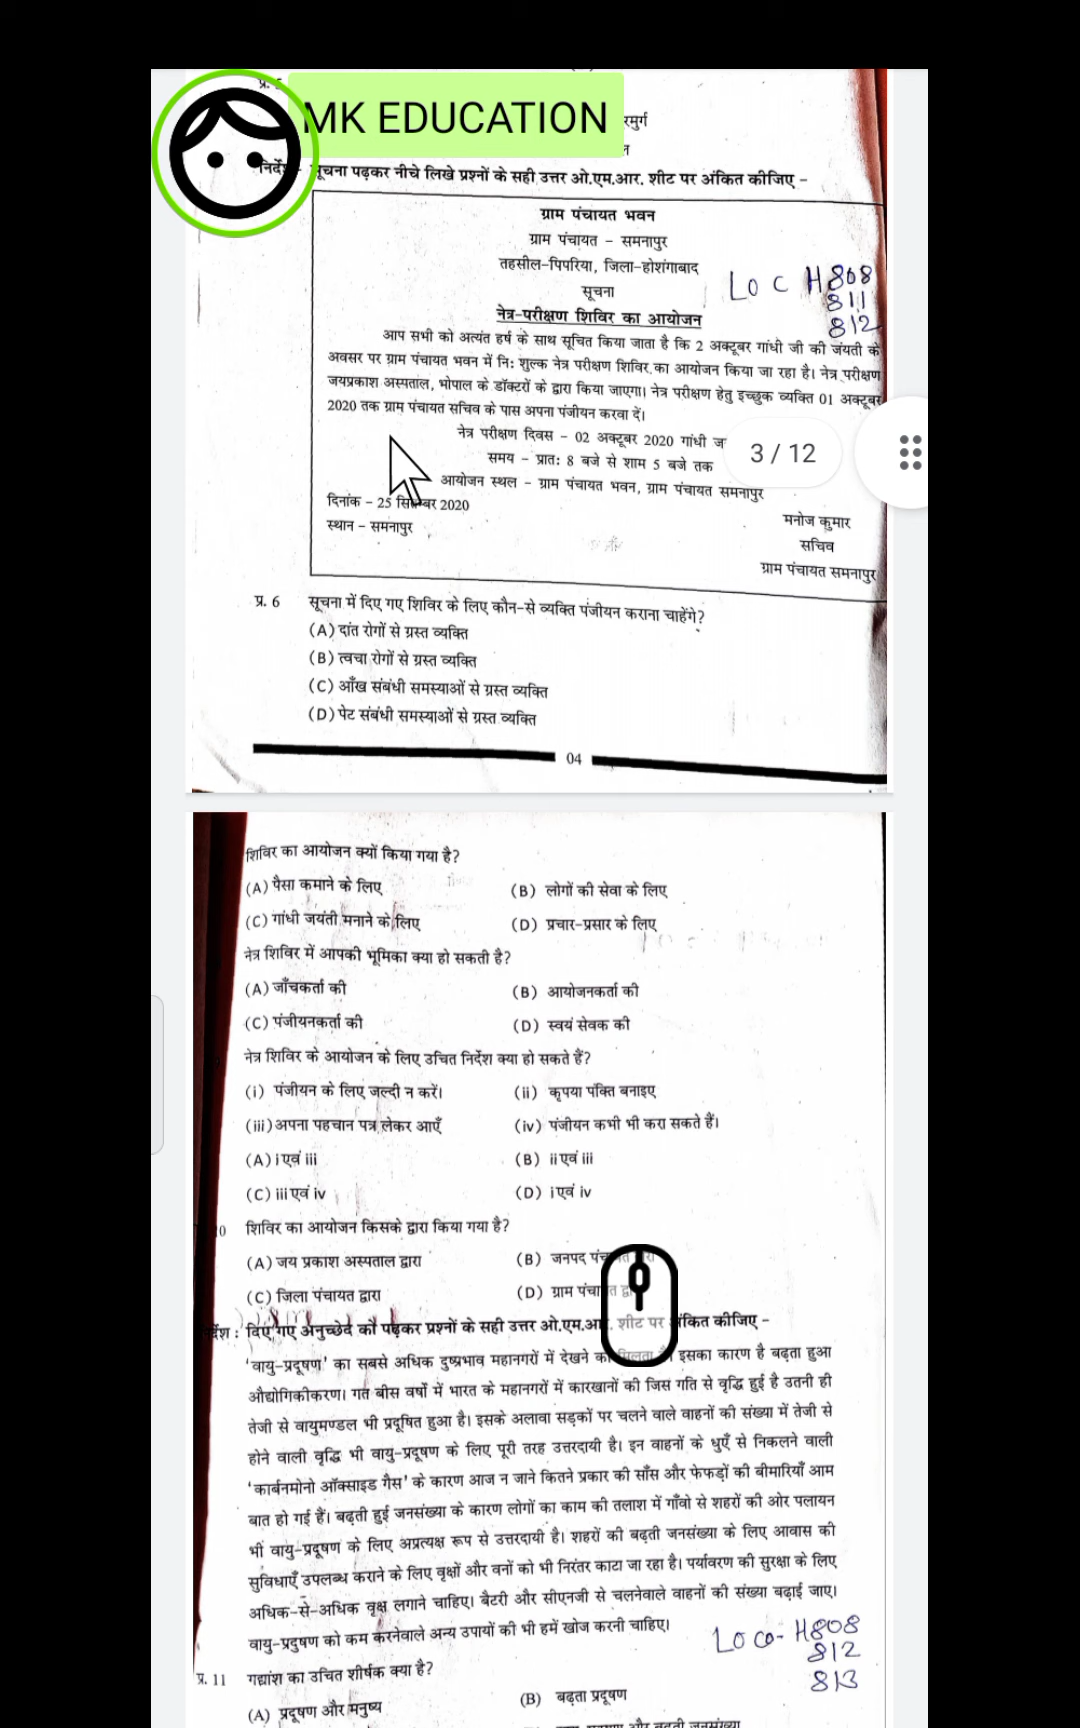 प्र. 5
MK EDUCATION
रमुर्ग
निर्देश - सूचना पढ़कर नीचे लिखे प्रश्नों के सही उत्तर ओ.एम.आर. शीट पर अंकित कीजिए -
ग्राम पंचायत भवन
ग्राम पंचायत - समनापुर
तहसील-पिपरिया, जिला-होशंगाबाद
सूचना
LO C H808
811
812
नेत्र-परीक्षण शिविर का आयोजन
आप सभी को अत्यंत हर्ष के साथ सूचित किया जाता है कि 2 अक्टूबर गांधी जी की जंयती के
अवसर पर ग्राम पंचायत भवन में नि: शुल्क नेत्र परीक्षण शिविर का आयोजन किया जा रहा है। नेत्र परीक्षण
जयप्रकाश अस्पताल, भोपाल के डॉक्टरों के द्वारा किया जाएगा। नेत्र परीक्षण हेतु इच्छुक व्यक्ति 01 अक्टूबर
2020 तक ग्राम पंचायत सचिव के पास अपना पंजीयन करवा दें।
नेत्र परीक्षण दिवस - 02 अक्टूबर 2020 गांधी ज
3 / 12
समय - प्रात: 8 बजे से शाम 5 बजे तक
आयोजन स्थल - ग्राम पंचायत भवन, ग्राम पंचायत समनापुर
दिनांक - 25 सितम्बर 2020
मनोज कुमार
स्थान - समनापुर
सचिव
ग्राम पंचायत समनापुर
प्र. 6 सूचना में दिए गए शिविर के लिए कौन-से व्यक्ति पंजीयन कराना चाहेंगे?
(A) दांत रोगों से ग्रस्त व्यक्ति
(B) त्वचा रोगों से ग्रस्त व्यक्ति
(C) आँख संबंधी समस्याओं से ग्रस्त व्यक्ति
(D) पेट संबंधी समस्याओं से ग्रस्त व्यक्ति
04
शिविर का आयोजन क्यों किया गया है?
(A) पैसा कमाने के लिए (B) लोगों की सेवा के लिए
(C) गांधी जयंती मनाने के लिए (D) प्रचार-प्रसार के लिए
नेत्र शिविर में आपकी भूमिका क्या हो सकती है?
(A) जाँचकर्ता की (B) आयोजनकर्ता की
(C) पंजीयनकर्ता की (D) स्वयं सेवक की
नेत्र शिविर के आयोजन के लिए उचित निर्देश क्या हो सकते हैं?
(i) पंजीयन के लिए जल्दी न करें। (ii) कृपया पंक्ति बनाइए
(iii) अपना पहचान पत्र लेकर आएँ (iv) पंजीयन कभी भी करा सकते हैं।
(A) i एवं iii (B) ii एवं iii
(C) iii एवं iv (D) i एवं iv
0 शिविर का आयोजन किसके द्वारा किया गया है?
(A) जय प्रकाश अस्पताल द्वारा (B) जनपद पंचायत द्वारा
(C) जिला पंचायत द्वारा (D) ग्राम पंचायत द्वा
र्देश : दिए गए अनुच्छेद को पढ़कर प्रश्नों के सही उत्तर ओ.एम.आर. शीट पर अंकित कीजिए -
'वायु-प्रदूषण' का सबसे अधिक दुष्प्रभाव महानगरों में देखने को मिलता है। इसका कारण है बढ़ता हुआ
औद्योगिकीकरण। गत बीस वर्षों में भारत के महानगरों में कारखानों की जिस गति से वृद्धि हुई है उतनी ही
तेजी से वायुमण्डल भी प्रदूषित हुआ है। इसके अलावा सड़कों पर चलने वाले वाहनों की संख्या में तेजी से
होने वाली वृद्धि भी वायु-प्रदूषण के लिए पूरी तरह उत्तरदायी है। इन वाहनों के धुएँ से निकलने वाली
'कार्बनमोनो ऑक्साइड गैस' के कारण आज न जाने कितने प्रकार की साँस और फेफड़ों की बीमारियाँ आम
बात हो गई हैं। बढ़ती हुई जनसंख्या के कारण लोगों का काम की तलाश में गाँवो से शहरों की ओर पलायन
भी वायु-प्रदूषण के लिए अप्रत्यक्ष रूप से उत्तरदायी है। शहरों की बढ़ती जनसंख्या के लिए आवास की
सुविधाएँ उपलब्ध कराने के लिए वृक्षों और वनों को भी निरंतर काटा जा रहा है। पर्यावरण की सुरक्षा के लिए
अधिक-से-अधिक वृक्ष लगाने चाहिए। बैटरी और सीएनजी से चलनेवाले वाहनों की संख्या बढ़ाई जाए।
वायु-प्रदुषण को कम करनेवाले अन्य उपायों की भी हमें खोज करनी चाहिए।
LOCO- H808
812
813
प्र. 11 गद्यांश का उचित शीर्षक क्या है?
(A) प्रदूषण और मनुष्य (B) बढ़ता प्रदूषण
और बढ़ती जनसंख्या